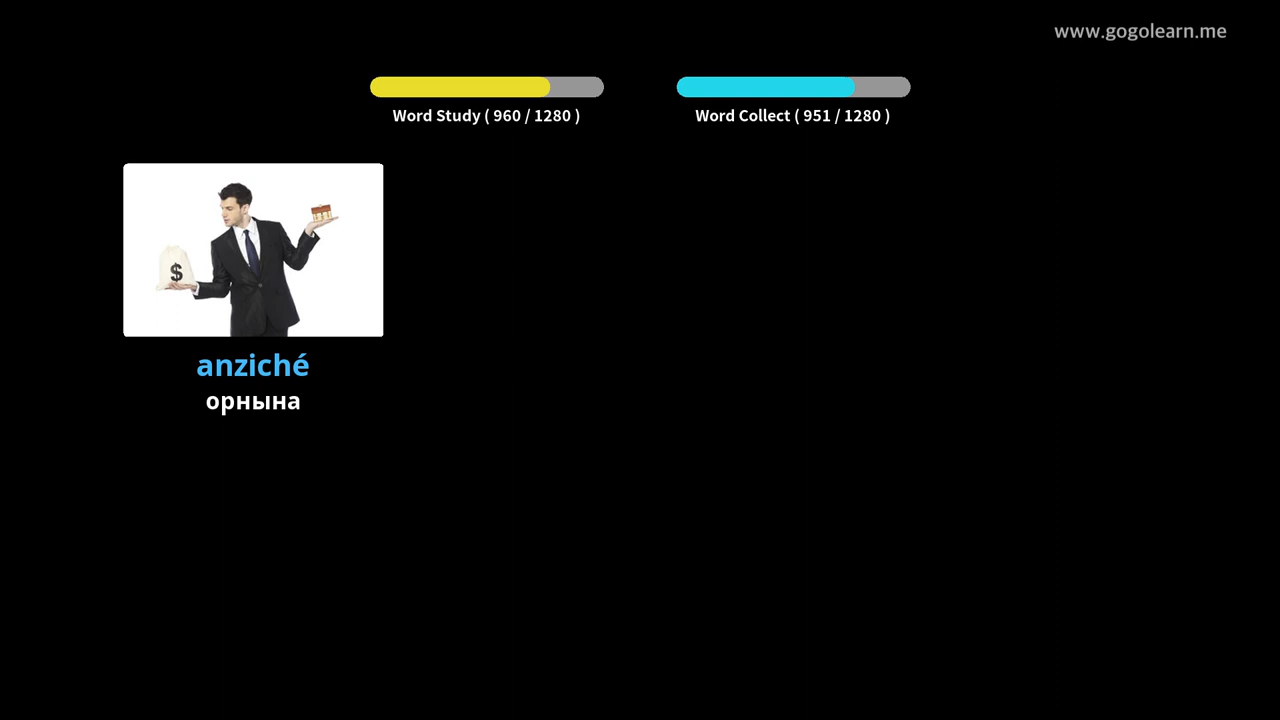 www.gogolearn.me
Word Study ( 960 / 1280 )
Word Collect ( 951 / 1280 )
$
anziché
орнына